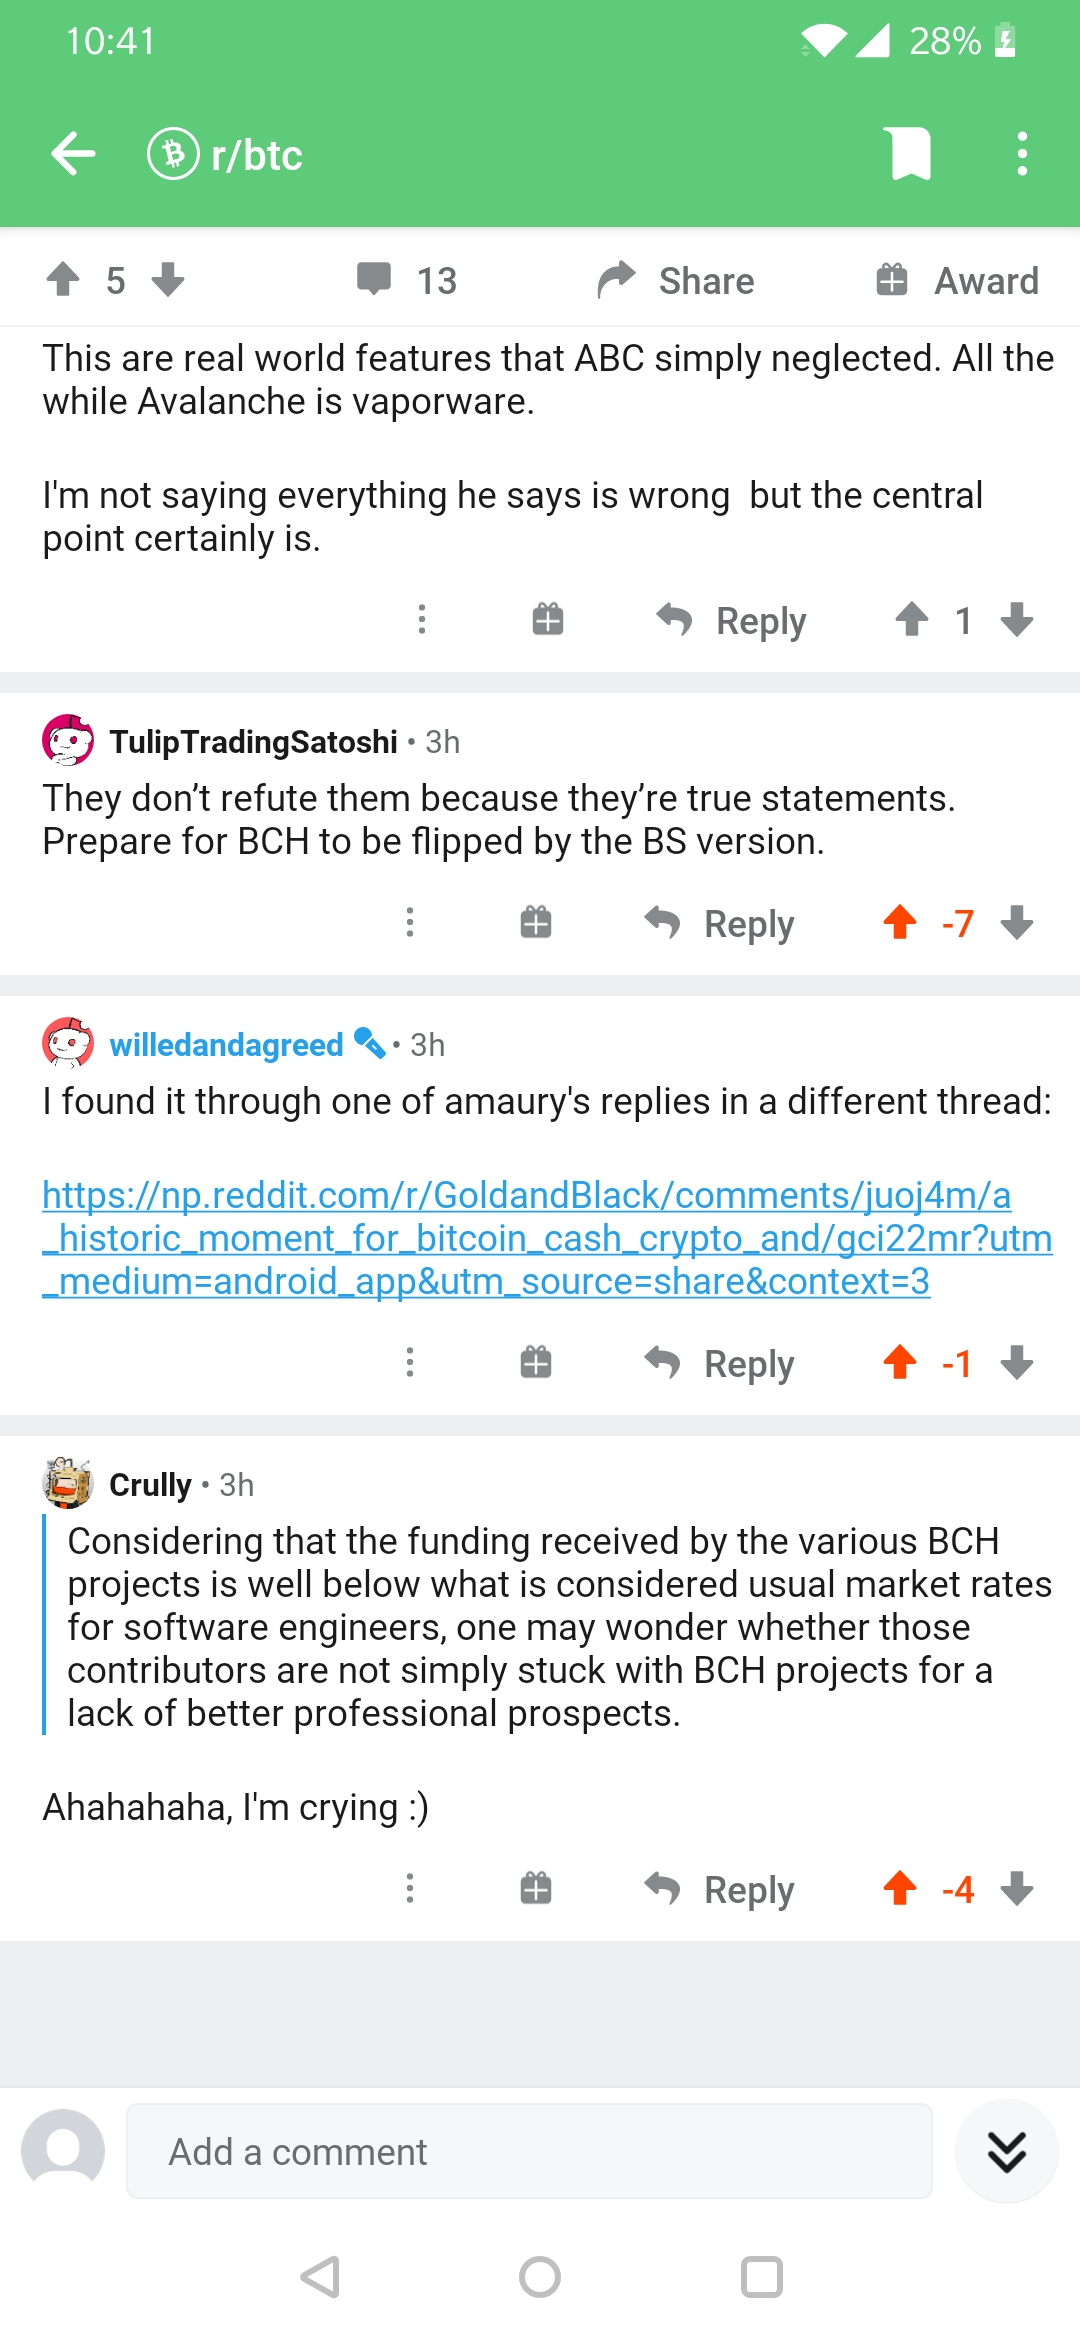 10:41
28%
r/btc
5
13
Share
Award
This are real world features that ABC simply neglected. All the
while Avalanche is vaporware.
I'm not saying everything he says is wrong  but the central
point certainly is.
Reply
1
TulipTradingSatoshi • 3h
They don’t refute them because they’re true statements.
Prepare for BCH to be flipped by the BS version.
Reply
-7
willedandagreed • 3h
I found it through one of amaury's replies in a different thread:
https://np.reddit.com/r/GoldandBlack/comments/juoj4m/a
_historic_moment_for_bitcoin_cash_crypto_and/gci22mr?utm
_medium=android_app&utm_source=share&context=3
Reply
-1
Crully • 3h
Considering that the funding received by the various BCH
projects is well below what is considered usual market rates
for software engineers, one may wonder whether those
contributors are not simply stuck with BCH projects for a
lack of better professional prospects.
Ahahahaha, I'm crying :)
Reply
-4
Add a comment